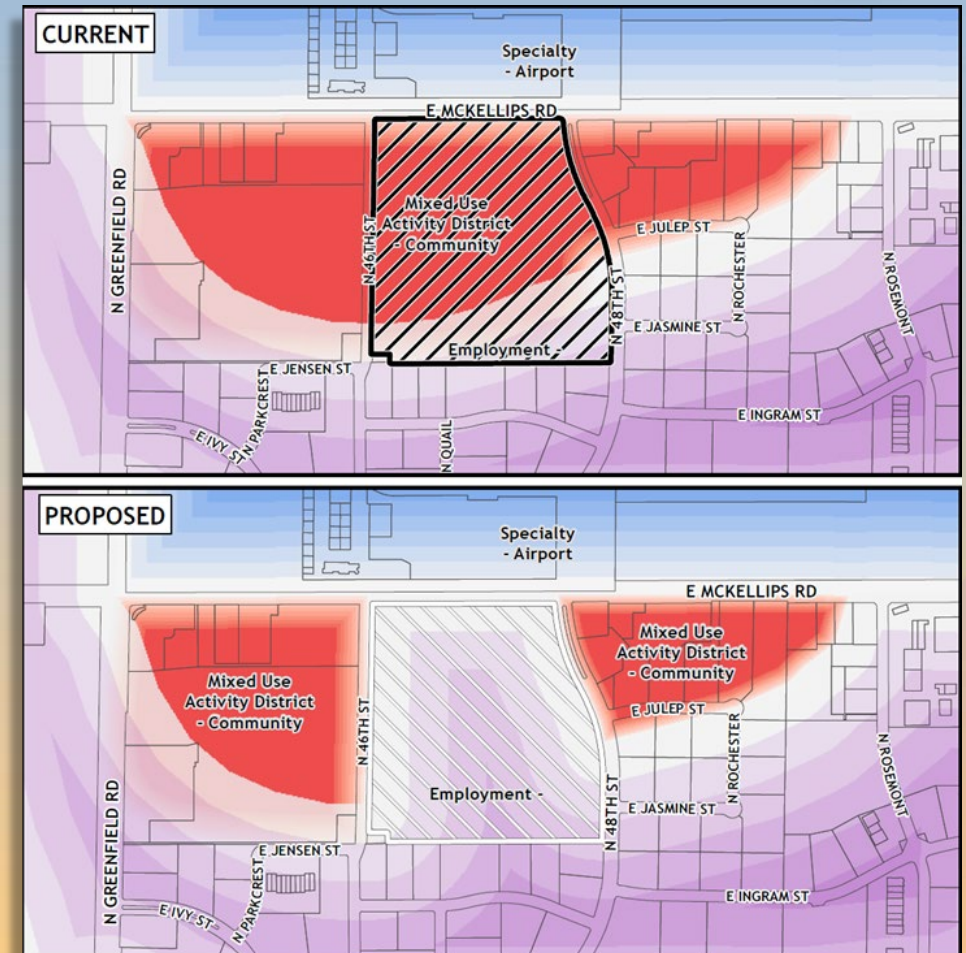 CURRENT
Specialty
- Airport
E MCKELLIPS RD
N GREENFIELD RD
Mixed Use
Activity District
- Community
N 46TH ST
E JULEP ST
N ROCHESTER
N 48TH ST
N ROSEMONT
E JASMINE ST
Employment -
E JENSEN ST
N PARKCREST
E INGRAM ST
E IVY ST
N QUAIL
PROPOSED
Specialty
- Airport
E MCKELLIPS RD
Mixed Use
Activity District
- Community
Mixed Use
Activity District
- Community
N 46TH ST
E JULEP ST
N ROCHESTER
N ROSEMONT
N GREENFIELD RD
Employment -
N 48TH ST
E JASMINE ST
E JENSEN ST
N PARKCREST
E INGRAM ST
E IVY ST